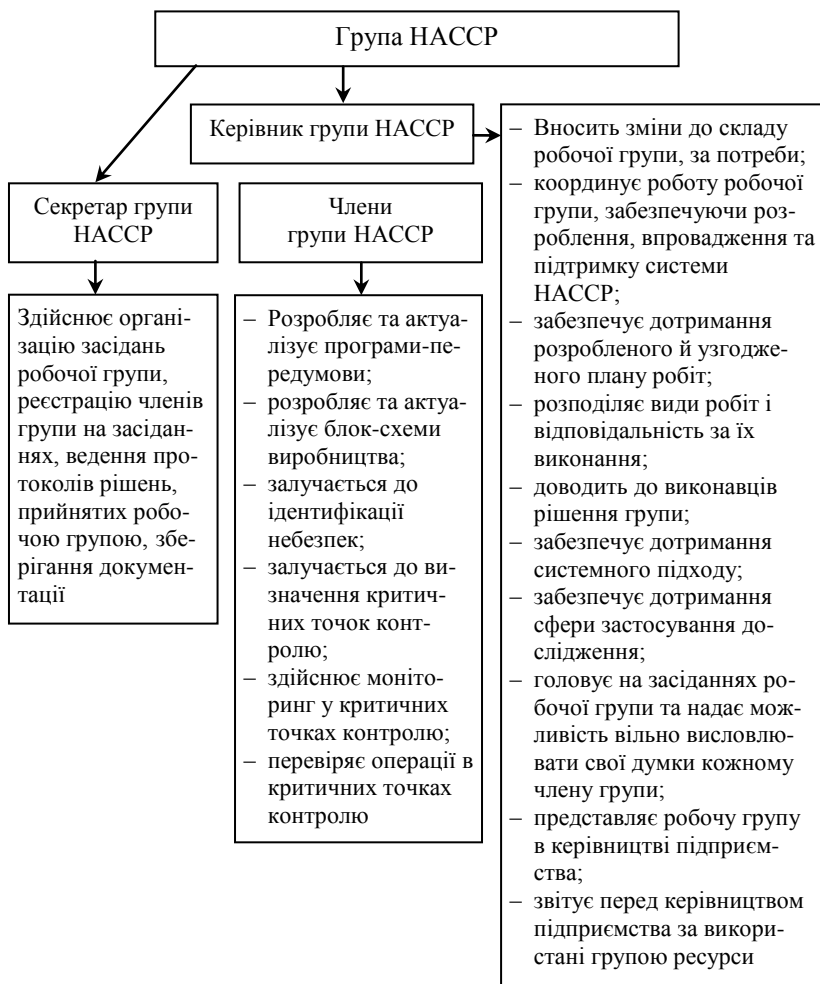 Група НАССР
Керівник групи НАССР
Секретар групи
НАССР
Члени
групи НАССР
Здійснює органі-
зацію засідань
робочої групи,
реєстрацію членів
групи на засідан-
нях, ведення про-
токолів рішень,
прийнятих робо-
чою групою, збе-
рігання докумен-
тації
– Розробляє та акту-
алізує програми-пе-
редумови;
– розробляє та акту-
алізує блок-схеми
виробництва;
– залучається до
ідентифікації
небезпек;
– залучається до ви-
значення критич-
них точок конт-
ролю;
– здійснює моніто-
ринг у критичних
точках контролю;
– перевіряє операції в
критичних точках
контролю
– Вносить зміни до складу
робочої групи, за потреби;
– координує роботу робочої
групи, забезпечуючи роз-
роблення, впровадження та
підтримку системи
НАССР;
– забезпечує дотримання
розробленого й узгодже-
ного плану робіт;
– розподіляє види робіт і
відповідальність за їх
виконання;
– доводить до виконавців
рішення групи;
– забезпечує дотримання
системного підходу;
– забезпечує дотримання
сфери застосування до-
слідження;
– головує на засіданнях ро-
бочої групи та надає мож-
ливість вільно висловлю-
вати свої думки кожному
члену групи;
– представляє робочу групу
в керівництві підприєм-
ства;
– звітує перед керівництвом
підприємства за викори-
стані групою ресурси